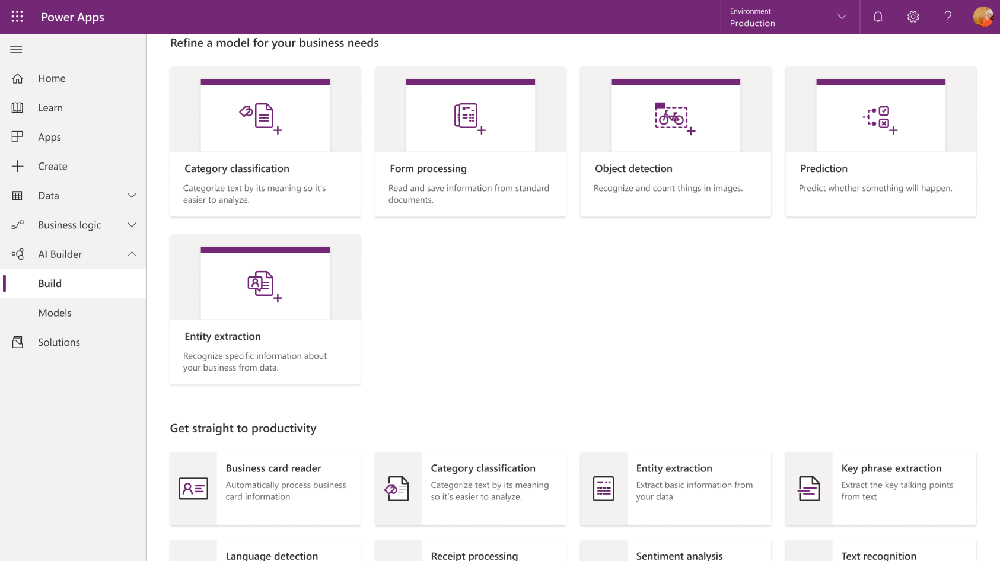 Power Apps
Environment
Production
Home
Learn
Apps
Create
Data
Business logic
AI Builder
Build
Models
Solutions
Refine a model for your business needs
Category classification
Categorize text by its meaning so it's
easier to analyze.
Form processing
Read and save information from standard
documents.
Object detection
Recognize and count things in images.
Prediction
Predict whether something will happen.
Entity extraction
Recognize specific information about
your business from data.
Get straight to productivity
Business card reader
Automatically process business
card information
Category classification
Categorize text by its meaning
so it's easier to analyze.
Entity extraction
Extract basic information from
your data
Key phrase extraction
Extract the key talking points
from text
Language detection
Receipt processing
Sentiment analysis
Text recognition